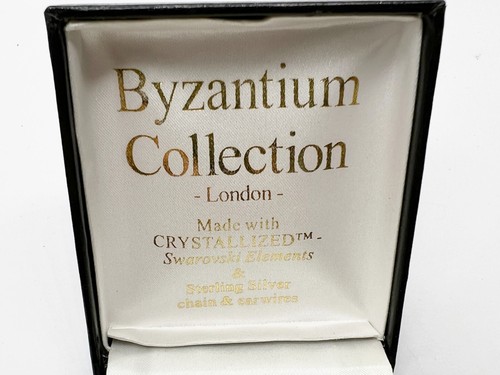 Byzantium
Collection
- London -
Made with
CRYSTALLIZED™ -
Swarovski Elements
&
Sterling Silver
chain & earwires